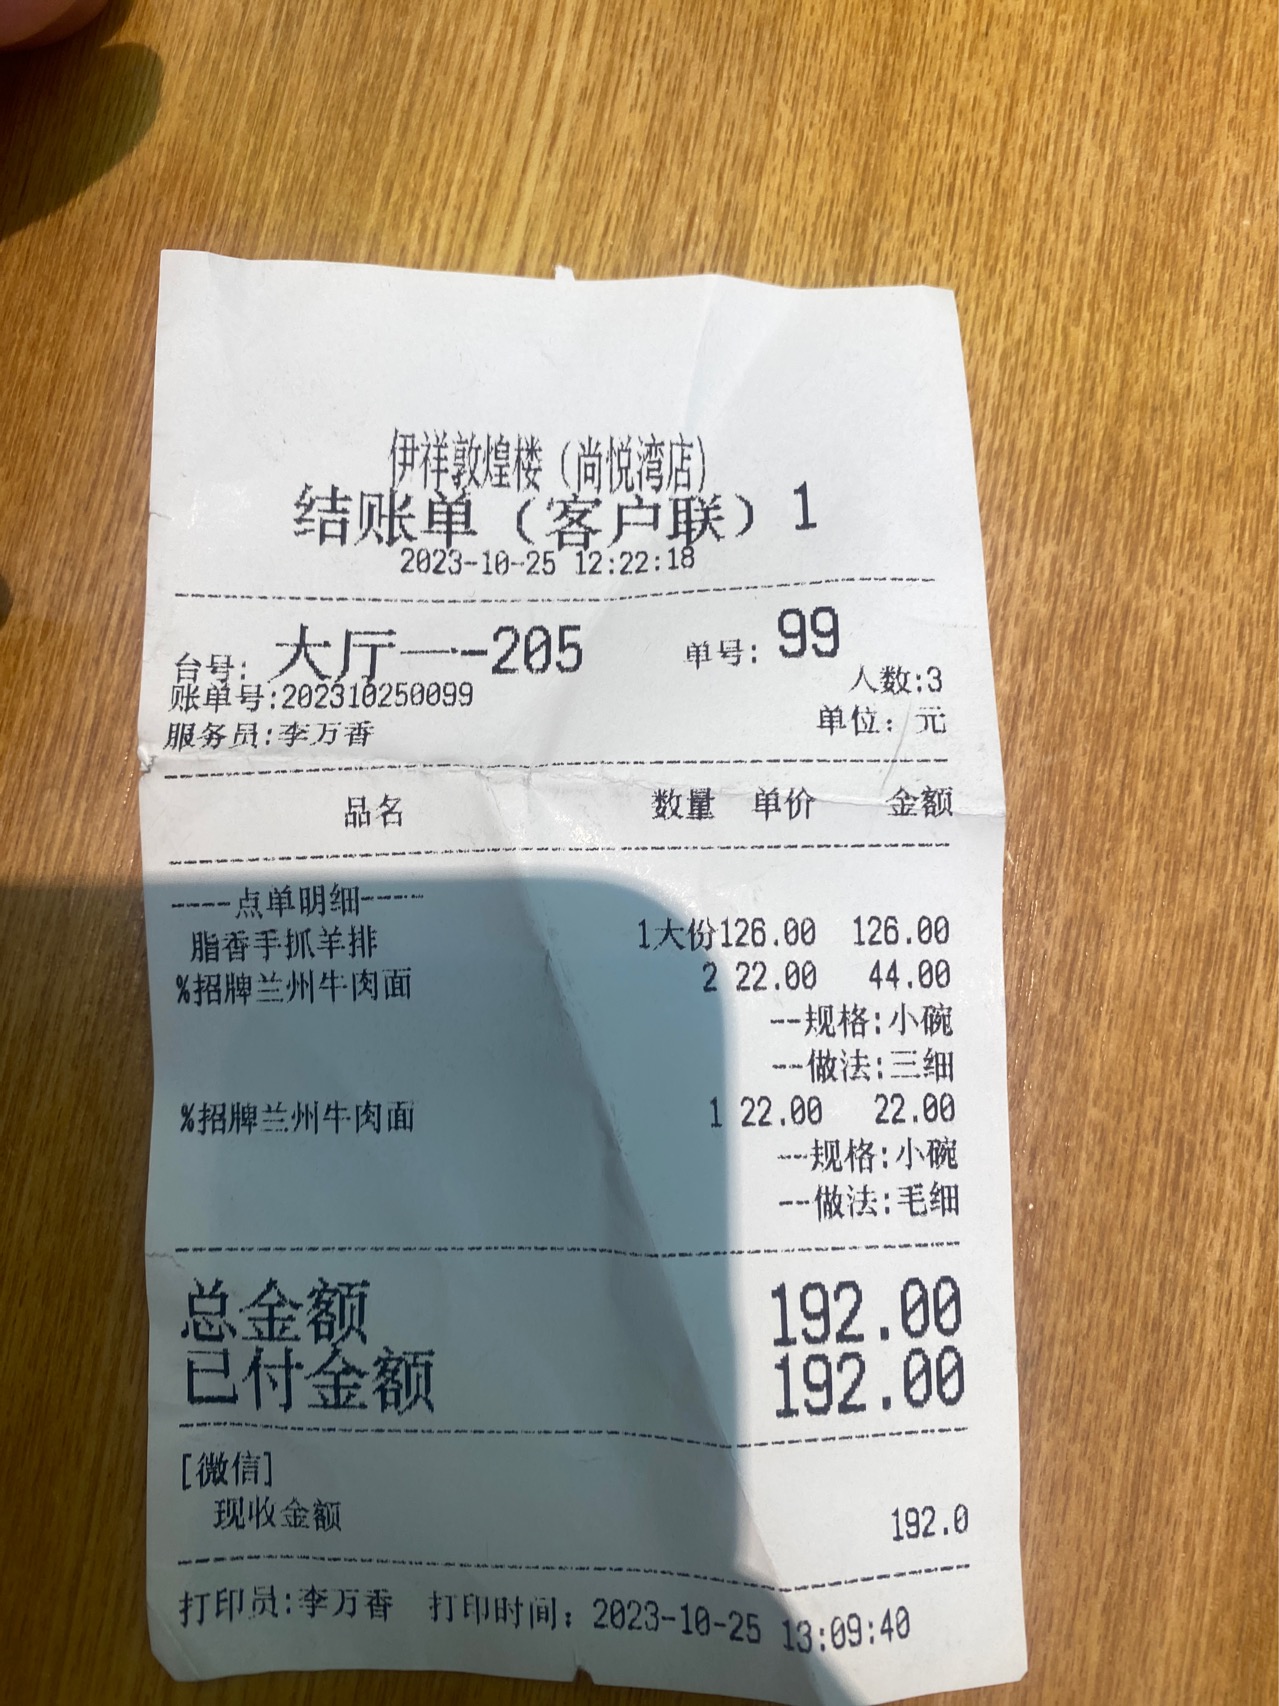 伊祥敦煌楼（尚悦湾店）
结账单（客户联）1
2023-10-25 12:22:18
台号: 大厅一-205 单号: 99
人数:3
账单号:202310250099
服务员:李万香 单位: 元
品名 数量 单价 金额
----点单明细----
脂香手抓羊排 1大份126.00 126.00
%招牌兰州牛肉面 2 22.00 44.00
--规格:小碗
--做法:三细
%招牌兰州牛肉面 1 22.00 22.00
--规格:小碗
--做法:毛细
总金额 192.00
已付金额 192.00
[微信]
现收金额 192.0
打印员:李万香 打印时间: 2023-10-25 13:09:40